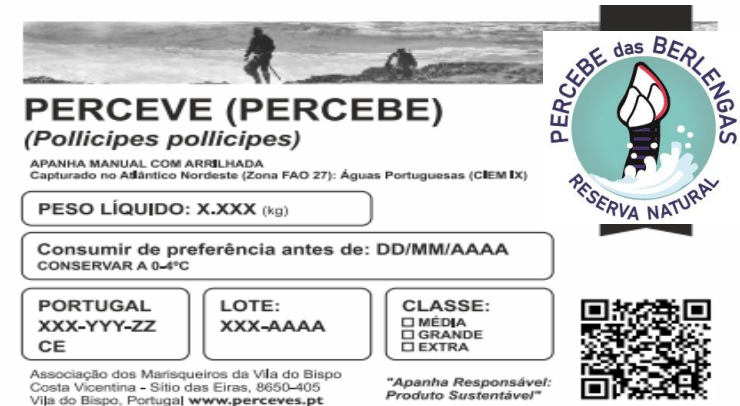 PERCEBE das BERLENGAS
RESERVA NATURAL
PERCEVE (PERCEBE)
(Pollicipes pollicipes)
APANHA MANUAL COM ARRILHADA
Capturado no Atlântico Nordeste (Zona FAO 27): Águas Portuguesas (CIEM IX)
PESO LÍQUIDO: X.XXX (kg)
Consumir de preferência antes de: DD/MM/AAAA
CONSERVAR A 0-4ºC
PORTUGAL
XXX-YYY-ZZ
CE
LOTE:
XXX-AAAA
CLASSE:
☐ MÉDIA
☐ GRANDE
☐ EXTRA
Associação dos Marisqueiros da Vila do Bispo
Costa Vicentina - Sítio das Eiras, 8650-405
Vila do Bispo, Portugal www.perceves.pt
"Apanha Responsável:
Produto Sustentável"